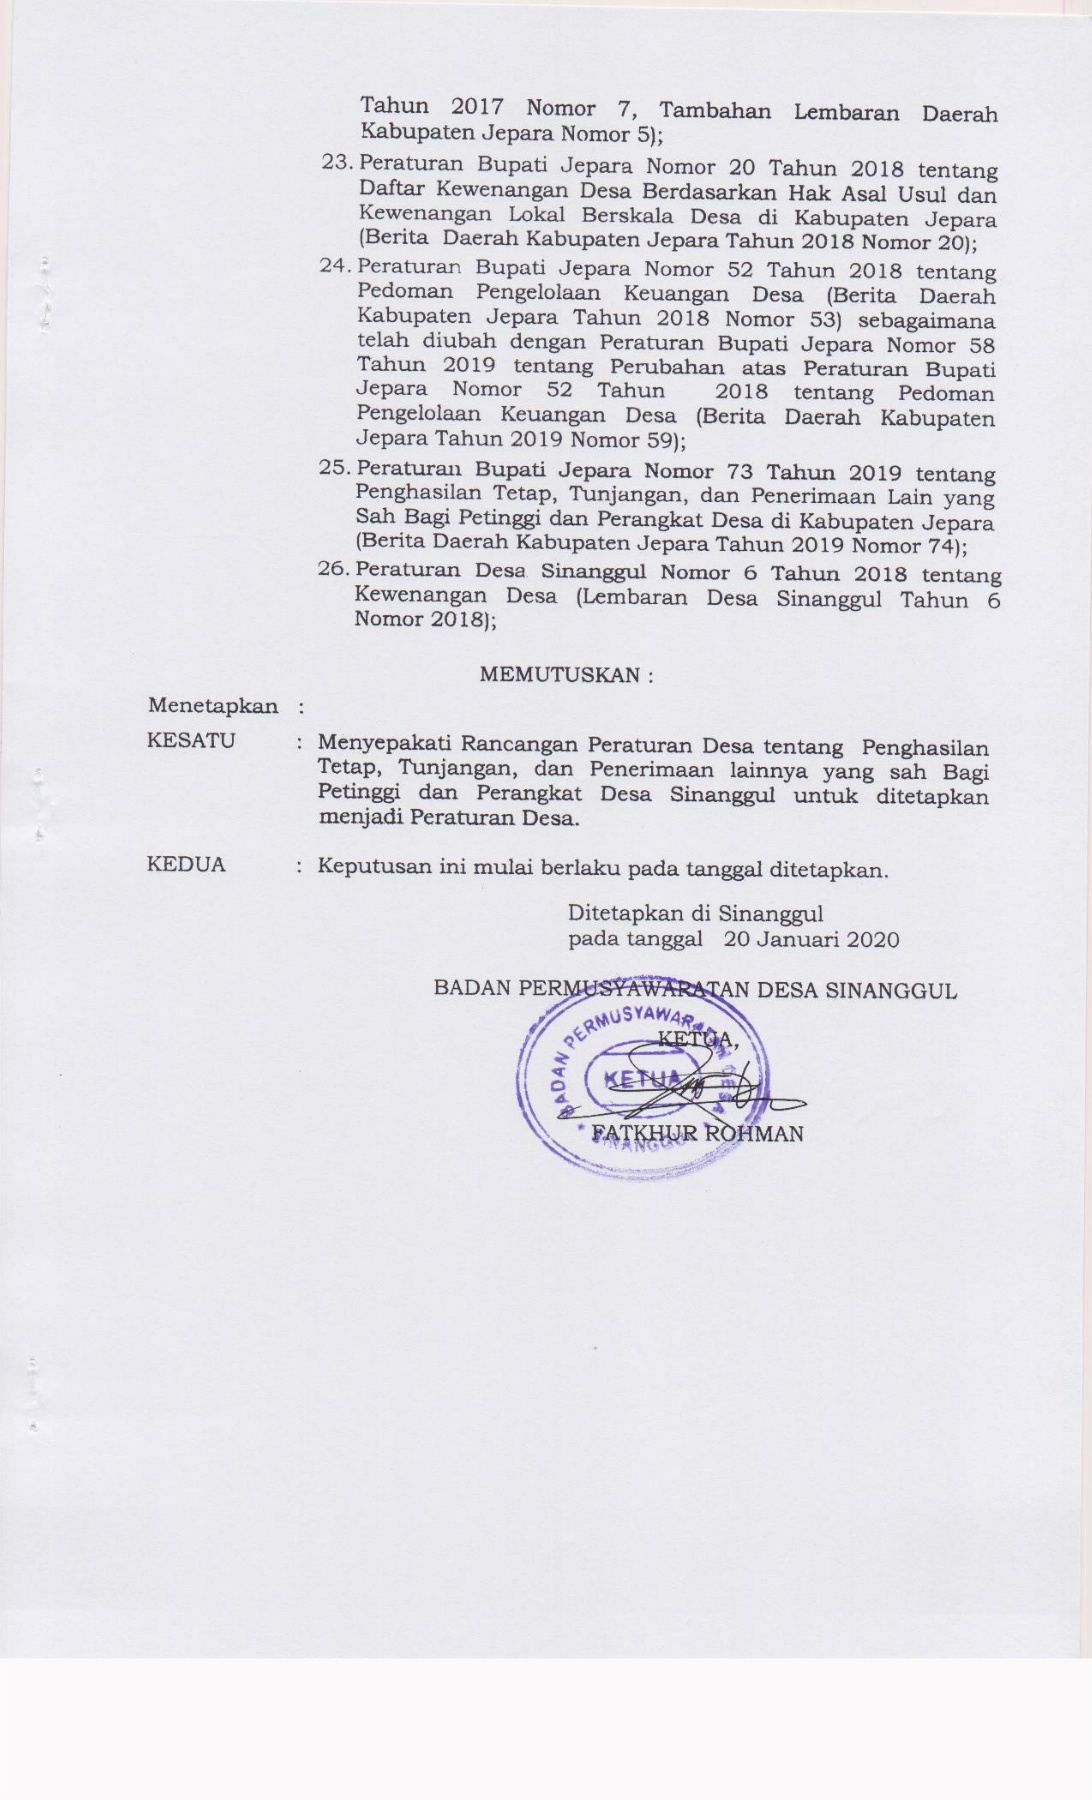 Tahun 2017 Nomor 7, Tambahan Lembaran Daerah
Kabupaten Jepara Nomor 5);
23. Peraturan Bupati Jepara Nomor 20 Tahun 2018 tentang
Daftar Kewenangan Desa Berdasarkan Hak Asal Usul dan
Kewenangan Lokal Berskala Desa di Kabupaten Jepara
(Berita Daerah Kabupaten Jepara Tahun 2018 Nomor 20);
24. Peraturan Bupati Jepara Nomor 52 Tahun 2018 tentang
Pedoman Pengelolaan Keuangan Desa (Berita Daerah
Kabupaten Jepara Tahun 2018 Nomor 53) sebagaimana
telah diubah dengan Peraturan Bupati Jepara Nomor 58
Tahun 2019 tentang Perubahan atas Peraturan Bupati
Jepara Nomor 52 Tahun 2018 tentang Pedoman
Pengelolaan Keuangan Desa (Berita Daerah Kabupaten
Jepara Tahun 2019 Nomor 59);
25. Peraturan Bupati Jepara Nomor 73 Tahun 2019 tentang
Penghasilan Tetap, Tunjangan, dan Penerimaan Lain yang
Sah Bagi Petinggi dan Perangkat Desa di Kabupaten Jepara
(Berita Daerah Kabupaten Jepara Tahun 2019 Nomor 74);
26. Peraturan Desa Sinanggul Nomor 6 Tahun 2018 tentang
Kewenangan Desa (Lembaran Desa Sinanggul Tahun 6
Nomor 2018);
MEMUTUSKAN :
Menetapkan :
KESATU : Menyepakati Rancangan Peraturan Desa tentang Penghasilan
Tetap, Tunjangan, dan Penerimaan lainnya yang sah Bagi
Petinggi dan Perangkat Desa Sinanggul untuk ditetapkan
menjadi Peraturan Desa.
KEDUA : Keputusan ini mulai berlaku pada tanggal ditetapkan.
Ditetapkan di Sinanggul
pada tanggal 20 Januari 2020
BADAN PERMUSYAWARATAN DESA SINANGGUL
KETUA,
BADAN PERMUSYAWARATAN DESA
KETUA
* SINANGGUL *
FATKHUR ROHMAN